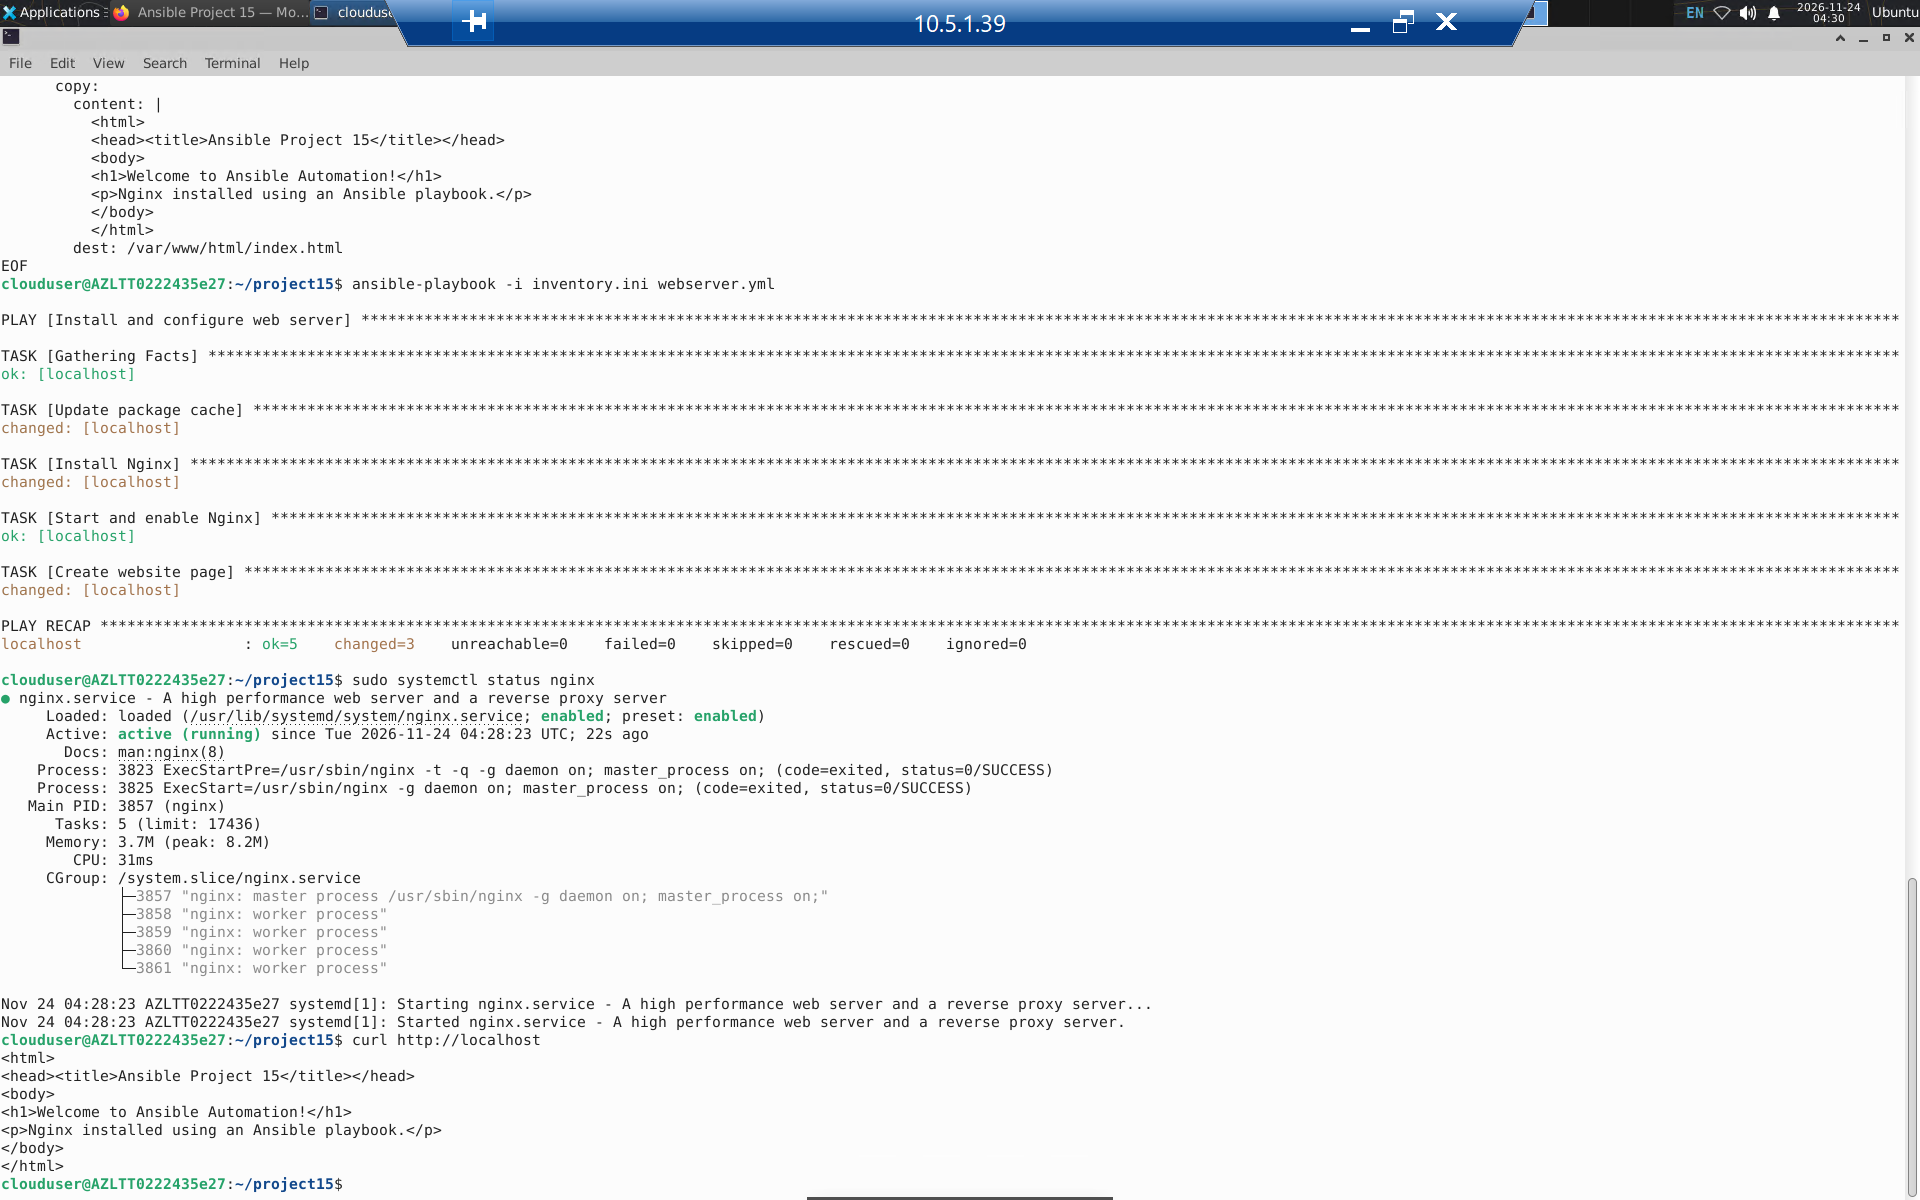 Applications
Ansible Project 15 — Mo...
clouduse
10.5.1.39
EN
2026-11-24
04:30
Ubuntu
File Edit View Search Terminal Help
      copy:
        content: |
          <html>
          <head><title>Ansible Project 15</title></head>
          <body>
          <h1>Welcome to Ansible Automation!</h1>
          <p>Nginx installed using an Ansible playbook.</p>
          </body>
          </html>
        dest: /var/www/html/index.html
EOF
clouduser@AZLTT0222435e27:~/project15$ ansible-playbook -i inventory.ini webserver.yml
PLAY [Install and configure web server] ***************************************************************************************************************************************************************************
TASK [Gathering Facts] ********************************************************************************************************************************************************************************************
ok: [localhost]
TASK [Update package cache] ***************************************************************************************************************************************************************************************
changed: [localhost]
TASK [Install Nginx] **********************************************************************************************************************************************************************************************
changed: [localhost]
TASK [Start and enable Nginx] *************************************************************************************************************************************************************************************
ok: [localhost]
TASK [Create website page] ****************************************************************************************************************************************************************************************
changed: [localhost]
PLAY RECAP ********************************************************************************************************************************************************************************************************
localhost                  : ok=5    changed=3    unreachable=0    failed=0    skipped=0    rescued=0    ignored=0
clouduser@AZLTT0222435e27:~/project15$ sudo systemctl status nginx
● nginx.service - A high performance web server and a reverse proxy server
     Loaded: loaded (/usr/lib/systemd/system/nginx.service; enabled; preset: enabled)
     Active: active (running) since Tue 2026-11-24 04:28:23 UTC; 22s ago
       Docs: man:nginx(8)
    Process: 3823 ExecStartPre=/usr/sbin/nginx -t -q -g daemon on; master_process on; (code=exited, status=0/SUCCESS)
    Process: 3825 ExecStart=/usr/sbin/nginx -g daemon on; master_process on; (code=exited, status=0/SUCCESS)
   Main PID: 3857 (nginx)
      Tasks: 5 (limit: 17436)
     Memory: 3.7M (peak: 8.2M)
        CPU: 31ms
     CGroup: /system.slice/nginx.service
             ├─3857 "nginx: master process /usr/sbin/nginx -g daemon on; master_process on;"
             ├─3858 "nginx: worker process"
             ├─3859 "nginx: worker process"
             ├─3860 "nginx: worker process"
             └─3861 "nginx: worker process"
Nov 24 04:28:23 AZLTT0222435e27 systemd[1]: Starting nginx.service - A high performance web server and a reverse proxy server...
Nov 24 04:28:23 AZLTT0222435e27 systemd[1]: Started nginx.service - A high performance web server and a reverse proxy server.
clouduser@AZLTT0222435e27:~/project15$ curl http://localhost
<html>
<head><title>Ansible Project 15</title></head>
<body>
<h1>Welcome to Ansible Automation!</h1>
<p>Nginx installed using an Ansible playbook.</p>
</body>
</html>
clouduser@AZLTT0222435e27:~/project15$